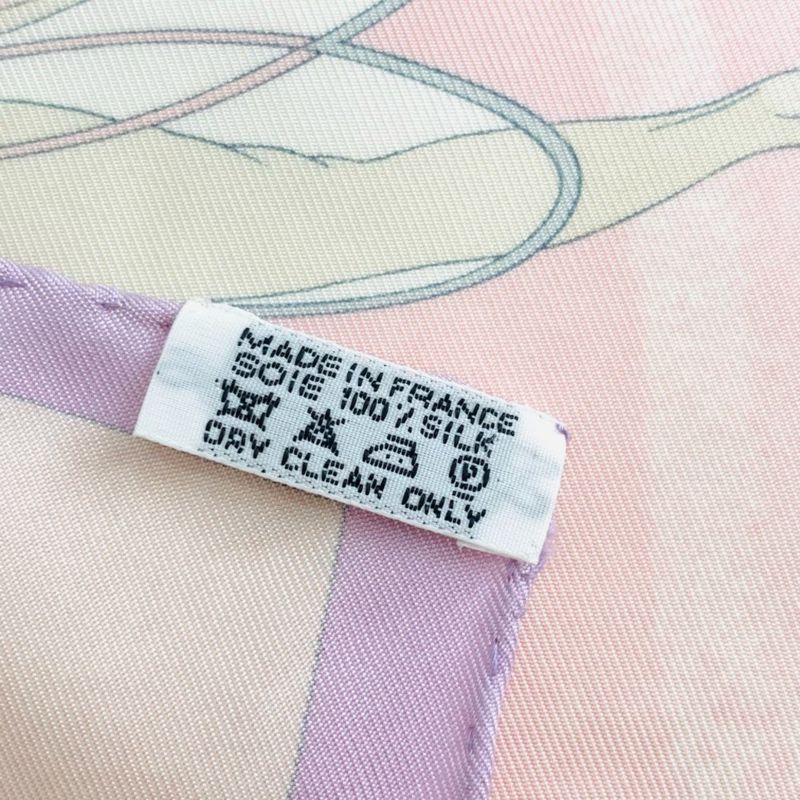 MADE IN FRANCE
SOIE 100% SILK
P
DRY CLEAN ONLY